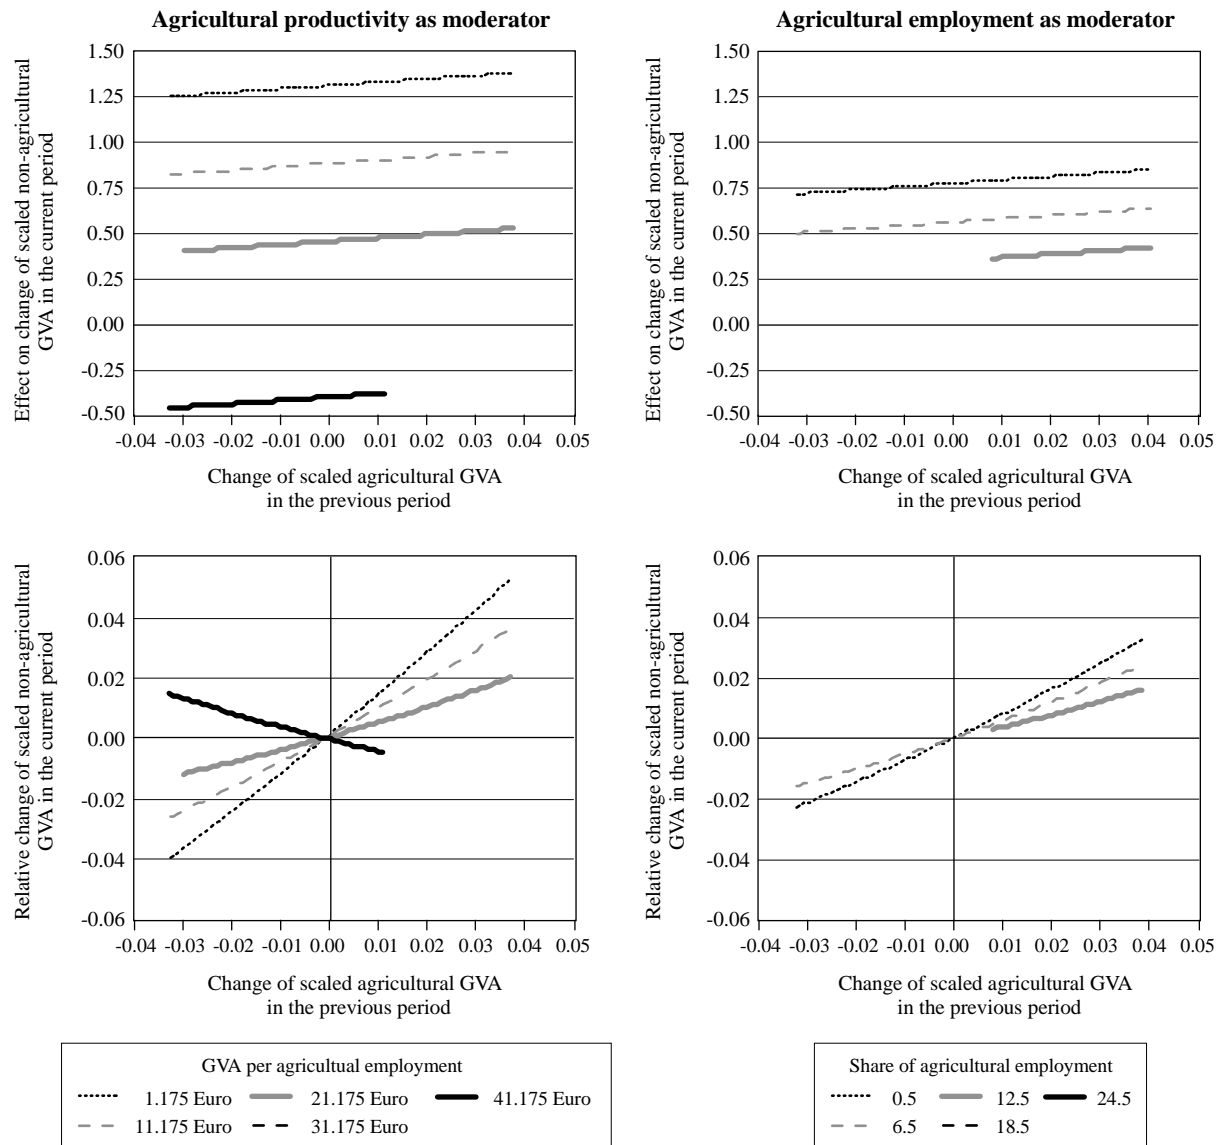 Agricultural productivity as moderator
Effect on change of scaled non-agricultural
GVA in the current period
1.50
1.25
1.00
0.75
0.50
0.25
0.00
-0.25
-0.50
-0.04 -0.03 -0.02 -0.01 0.00 0.01 0.02 0.03 0.04 0.05
Change of scaled agricultural GVA
in the previous period
Agricultural employment as moderator
Effect on change of scaled non-agricultural
GVA in the current period
1.50
1.25
1.00
0.75
0.50
0.25
0.00
-0.25
-0.50
-0.04 -0.03 -0.02 -0.01 0.00 0.01 0.02 0.03 0.04 0.05
Change of scaled agricultural GVA
in the previous period
Relative change of scaled non-agricultural
GVA in the current period
0.06
0.04
0.02
0.00
-0.02
-0.04
-0.06
-0.04 -0.03 -0.02 -0.01 0.00 0.01 0.02 0.03 0.04 0.05
Change of scaled agricultural GVA
in the previous period
Relative change of scaled non-agricultural
GVA in the current period
0.06
0.04
0.02
0.00
-0.02
-0.04
-0.06
-0.04 -0.03 -0.02 -0.01 0.00 0.01 0.02 0.03 0.04 0.05
Change of scaled agricultural GVA
in the previous period
GVA per agricultual employment
1.175 Euro 21.175 Euro 41.175 Euro
11.175 Euro 31.175 Euro
Share of agricultural employment
0.5 12.5 24.5
6.5 18.5